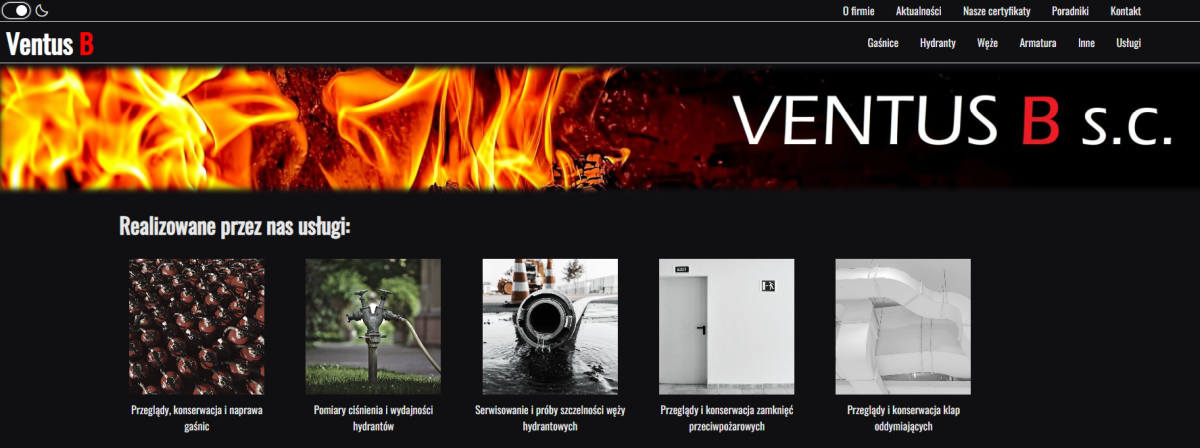 O firmie Aktualności Nasze certyfikaty Poradniki Kontakt
Ventus B
Gaśnice Hydranty Węże Armatura Inne Usługi
VENTUS B s.c.
Realizowane przez nas usługi:
Przeglądy, konserwacja i naprawa
gaśnic
Pomiary ciśnienia i wydajności
hydrantów
Serwisowanie i próby szczelności węży
hydrantowych
Przeglądy i konserwacja zamknięć
przeciwpożarowych
Przeglądy i konserwacja klap
oddymiających